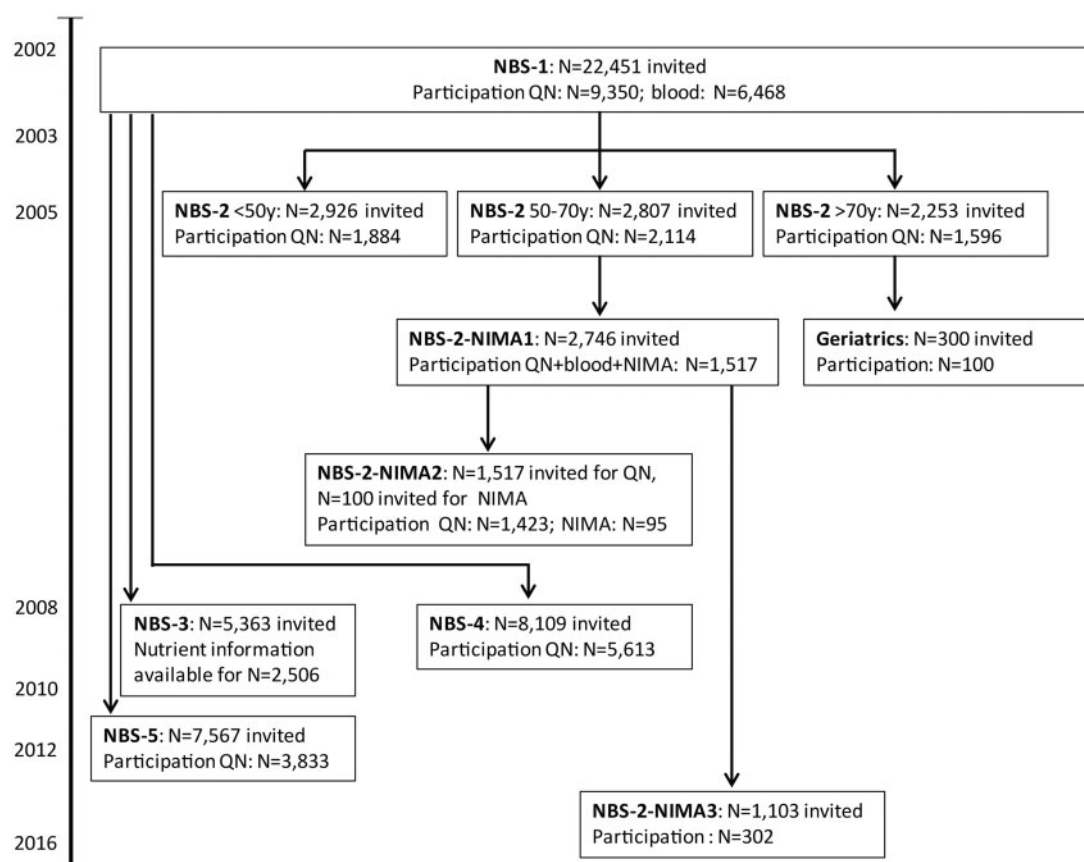 2002
NBS-1: N=22,451 invited
Participation QN: N=9,350; blood: N=6,468
2003
2005
NBS-2 <50y: N=2,926 invited
Participation QN: N=1,884
NBS-2 50-70y: N=2,807 invited
Participation QN: N=2,114
NBS-2 >70y: N=2,253 invited
Participation QN: N=1,596
NBS-2-NIMA1: N=2,746 invited
Participation QN+blood+NIMA: N=1,517
Geriatrics: N=300 invited
Participation: N=100
NBS-2-NIMA2: N=1,517 invited for QN,
N=100 invited for NIMA
Participation QN: N=1,423; NIMA: N=95
2008
NBS-3: N=5,363 invited
Nutrient information
available for N=2,506
NBS-4: N=8,109 invited
Participation QN: N=5,613
2010
NBS-5: N=7,567 invited
Participation QN: N=3,833
2012
NBS-2-NIMA3: N=1,103 invited
Participation : N=302
2016